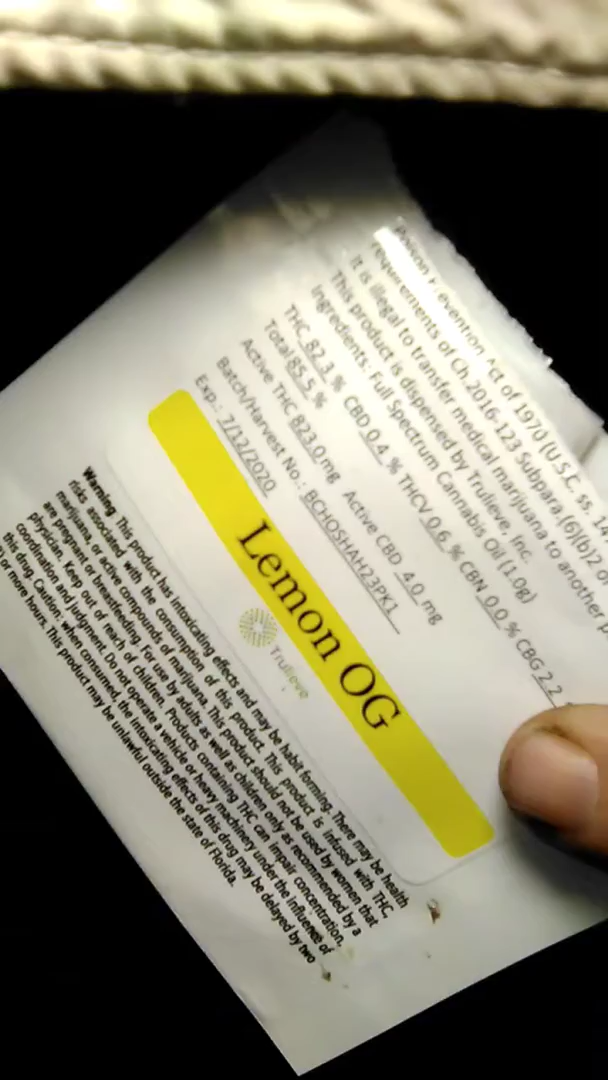 Poison Prevention Act of 1970 (U.S.C. ss. 14
requirements of Ch.2016-123 Subpara.(6)(b)2 of
It is illegal to transfer medical marijuana to another p
This product is dispensed by Trulieve, Inc.
Ingredients: Full Spectrum Cannabis Oil (1.0g)
THC 82.3 % CBD 0.4 % THCV 0.6 % CBN 0.0 % CBG 2.2
Total 85.5 %
Active THC 823.0mg Active CBD 4.0 mg
Batch/Harvest No.: BCHOSHAH23PK1
Exp.: 7/12/2020
Lemon OG
Trulieve
Warning This product has intoxicating effects and may be habit forming. There may be health
risks associated with the consumption of this product. This product is infused with THC,
marijuana, or active compounds of marijuana. This product should not be used by women that
are pregnant or breastfeeding. For use by adults as well as children only as recommended by a
physician. Keep out of reach of children. Products containing THC can impair concentration,
coordination and judgment. Do not operate a vehicle or heavy machinery under the influence of
this drug. Caution: when consumed, the intoxicating effects of this drug may be delayed by two
or more hours. This product may be unlawful outside the state of Florida.